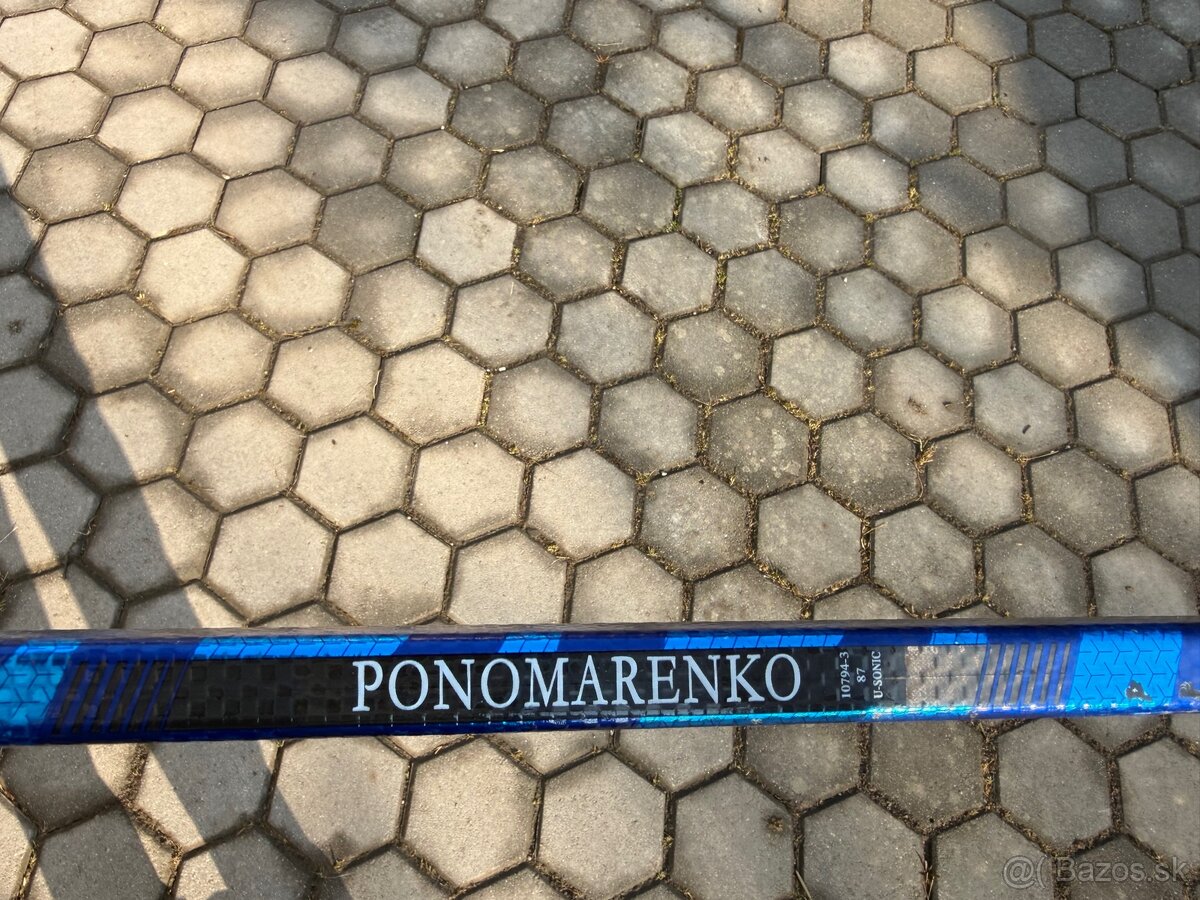 PONOMARENKO
10794-3
87
U-SONIC
@( Bazos.sk